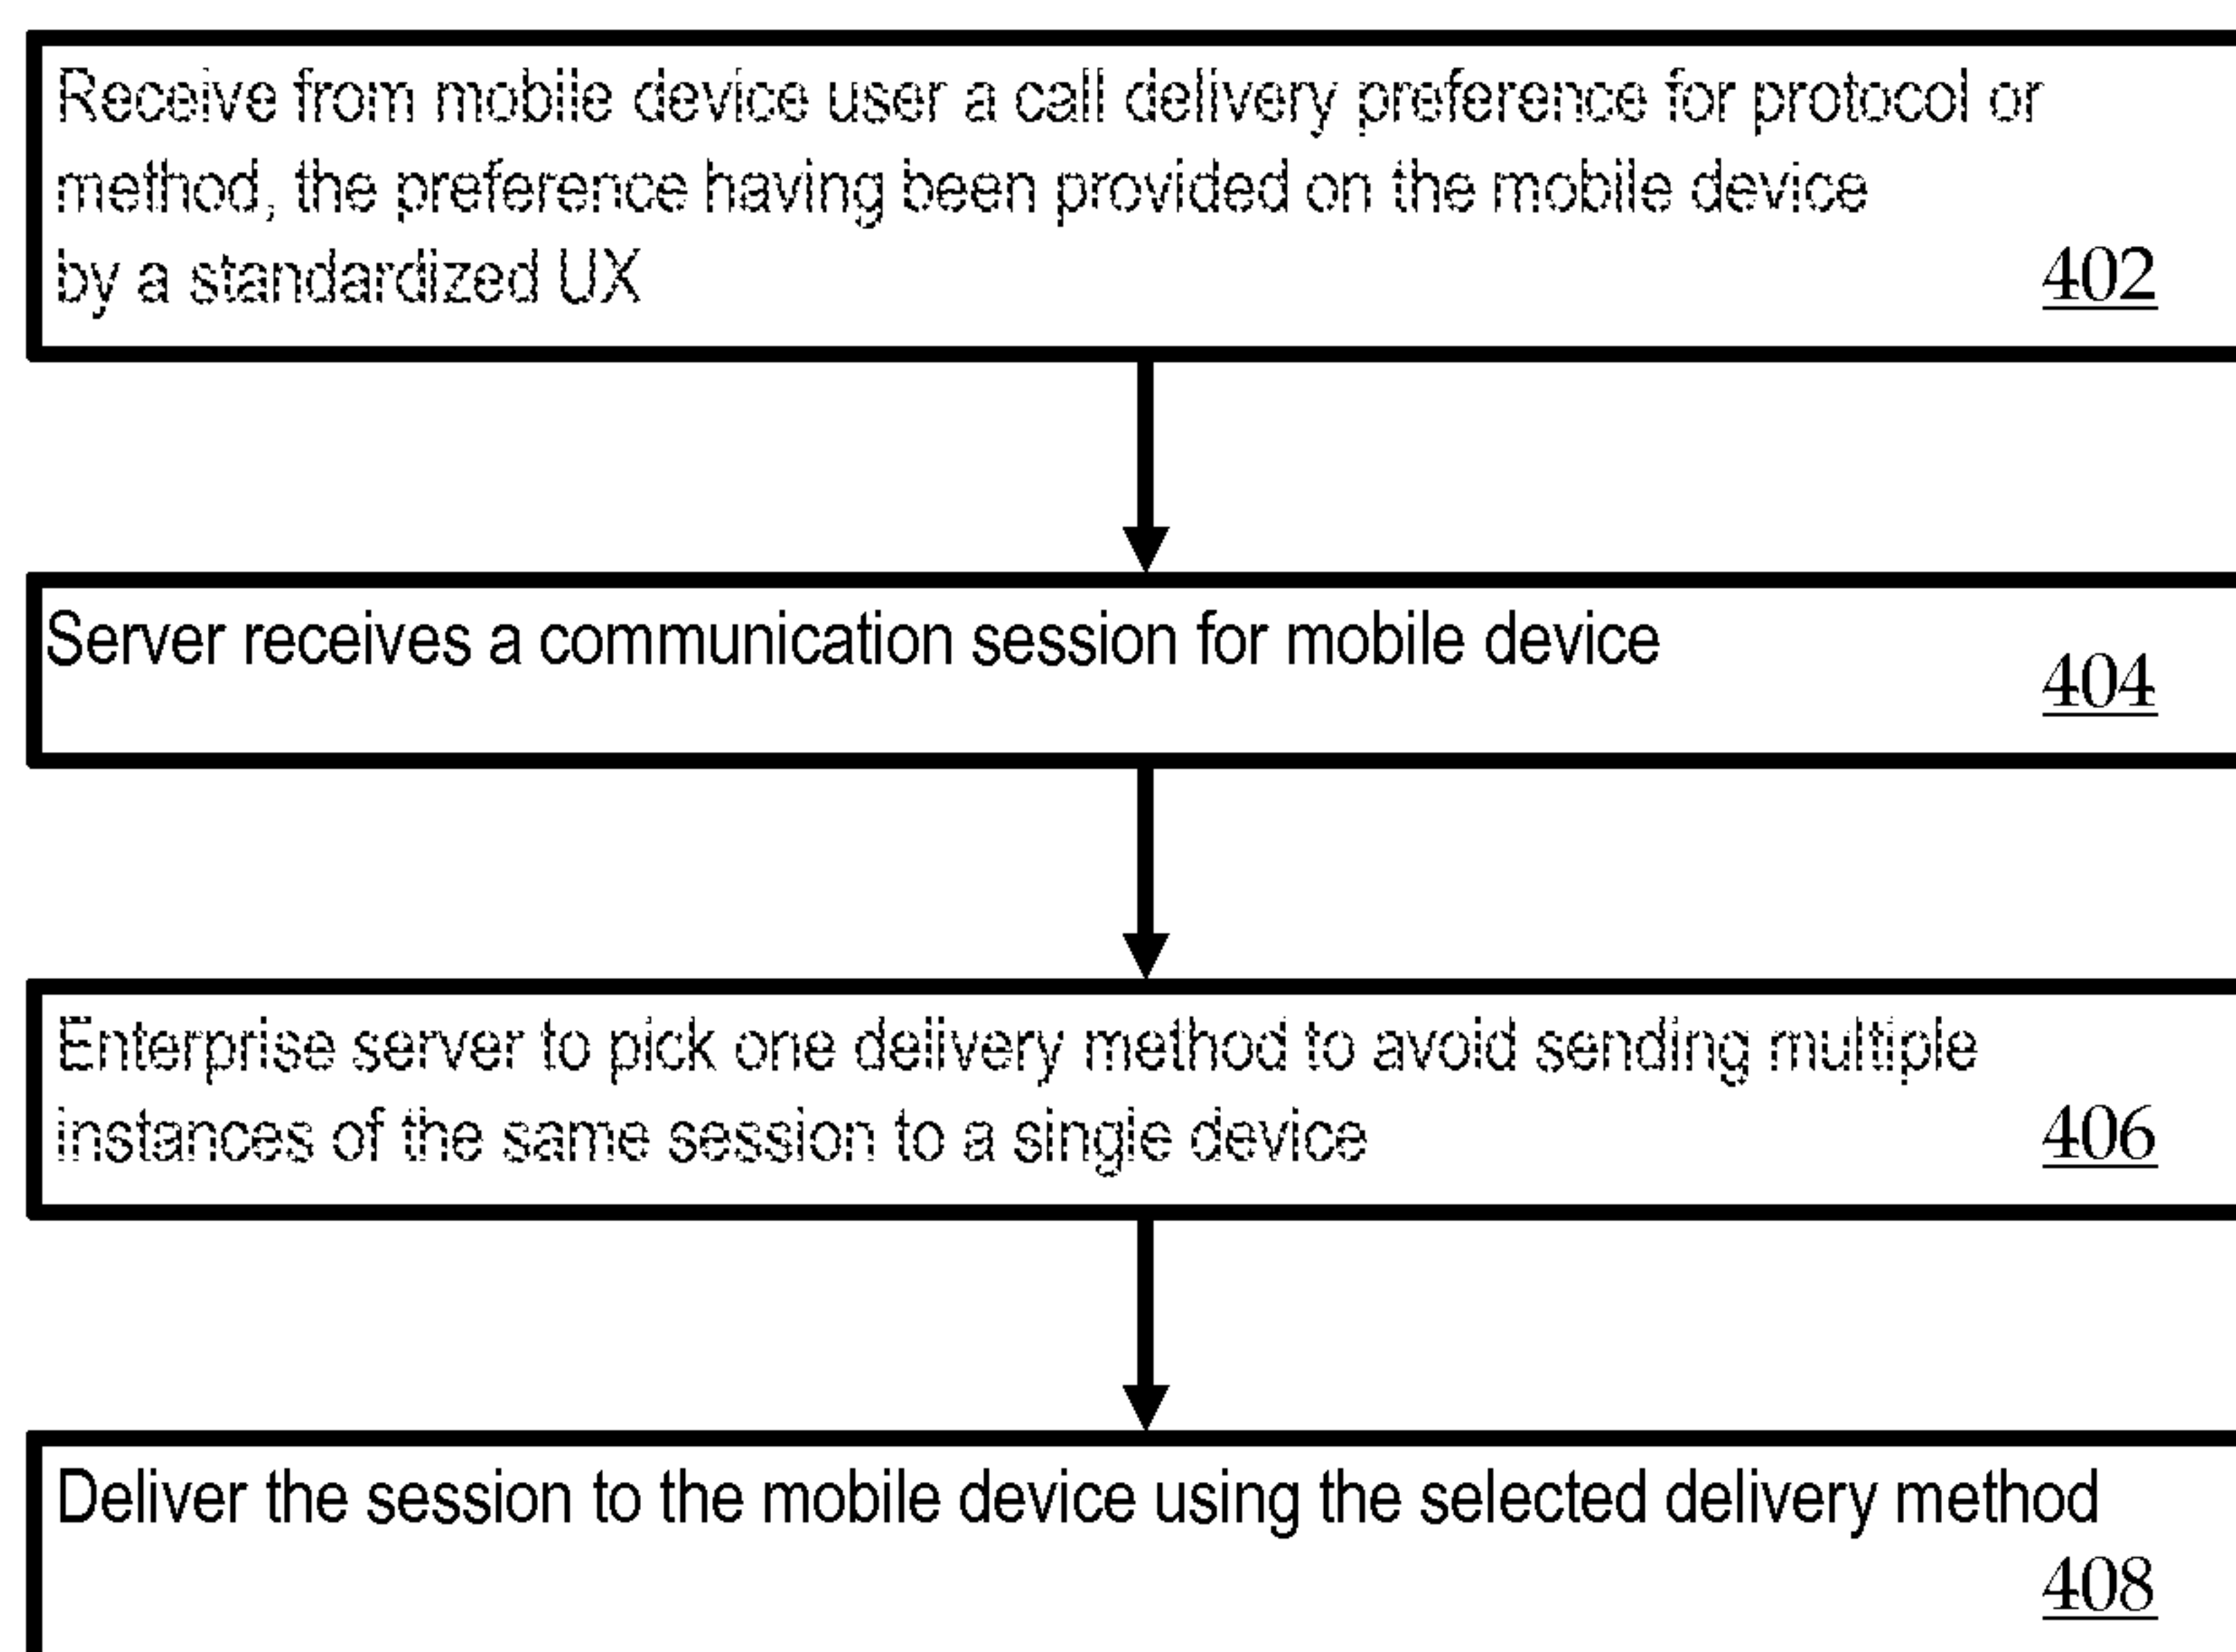 Receive from mobile device user a call delivery preference for protocol or
method, the preference having been provided on the mobile device
by a standardized UX
402
Server receives a communication session for mobile device
404
Enterprise server to pick one delivery method to avoid sending multiple
instances of the same session to a single device
406
Deliver the session to the mobile device using the selected delivery method
408